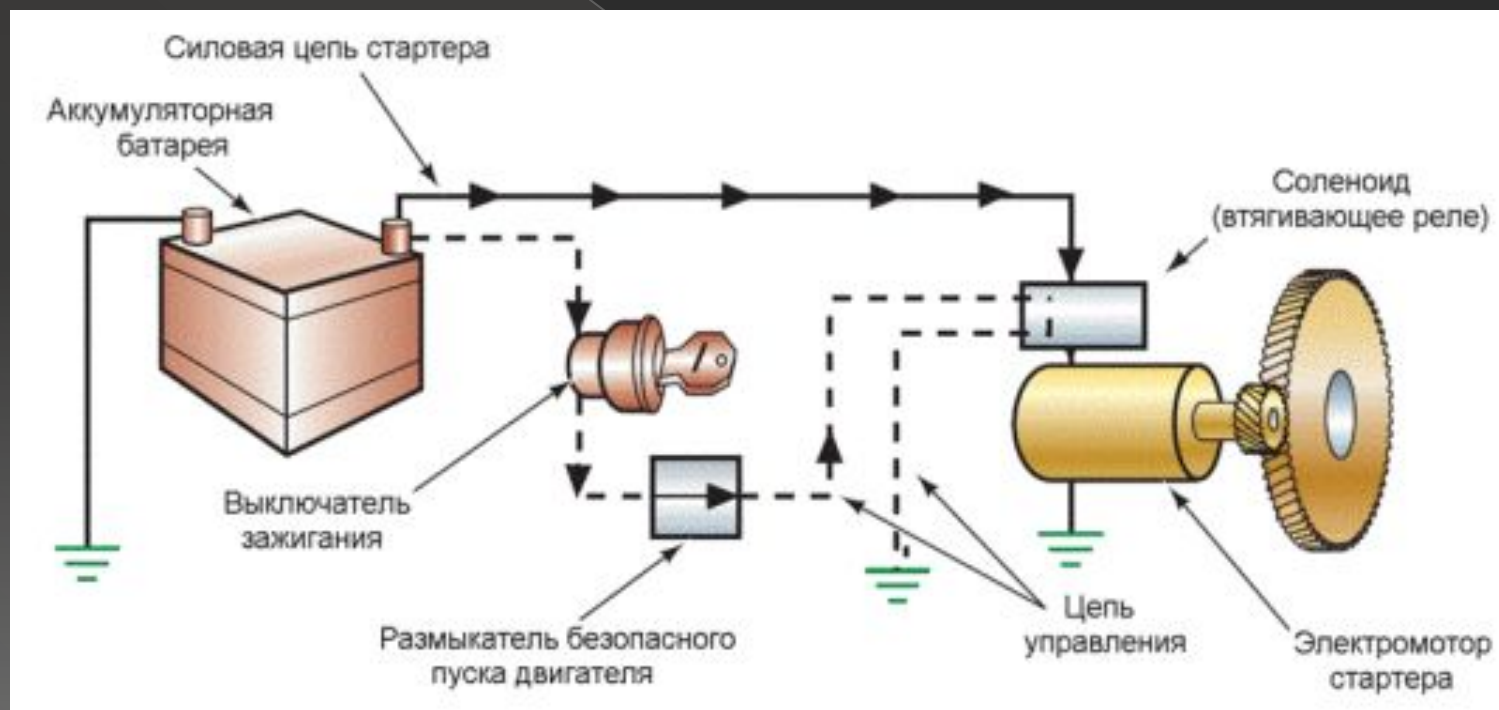 Силовая цепь стартера
Аккумуляторная
батарея
Соленоид
(втягивающее реле)
Выключатель
зажигания
Размыкатель безопасного
пуска двигателя
Цепь
управления
Электромотор
стартера